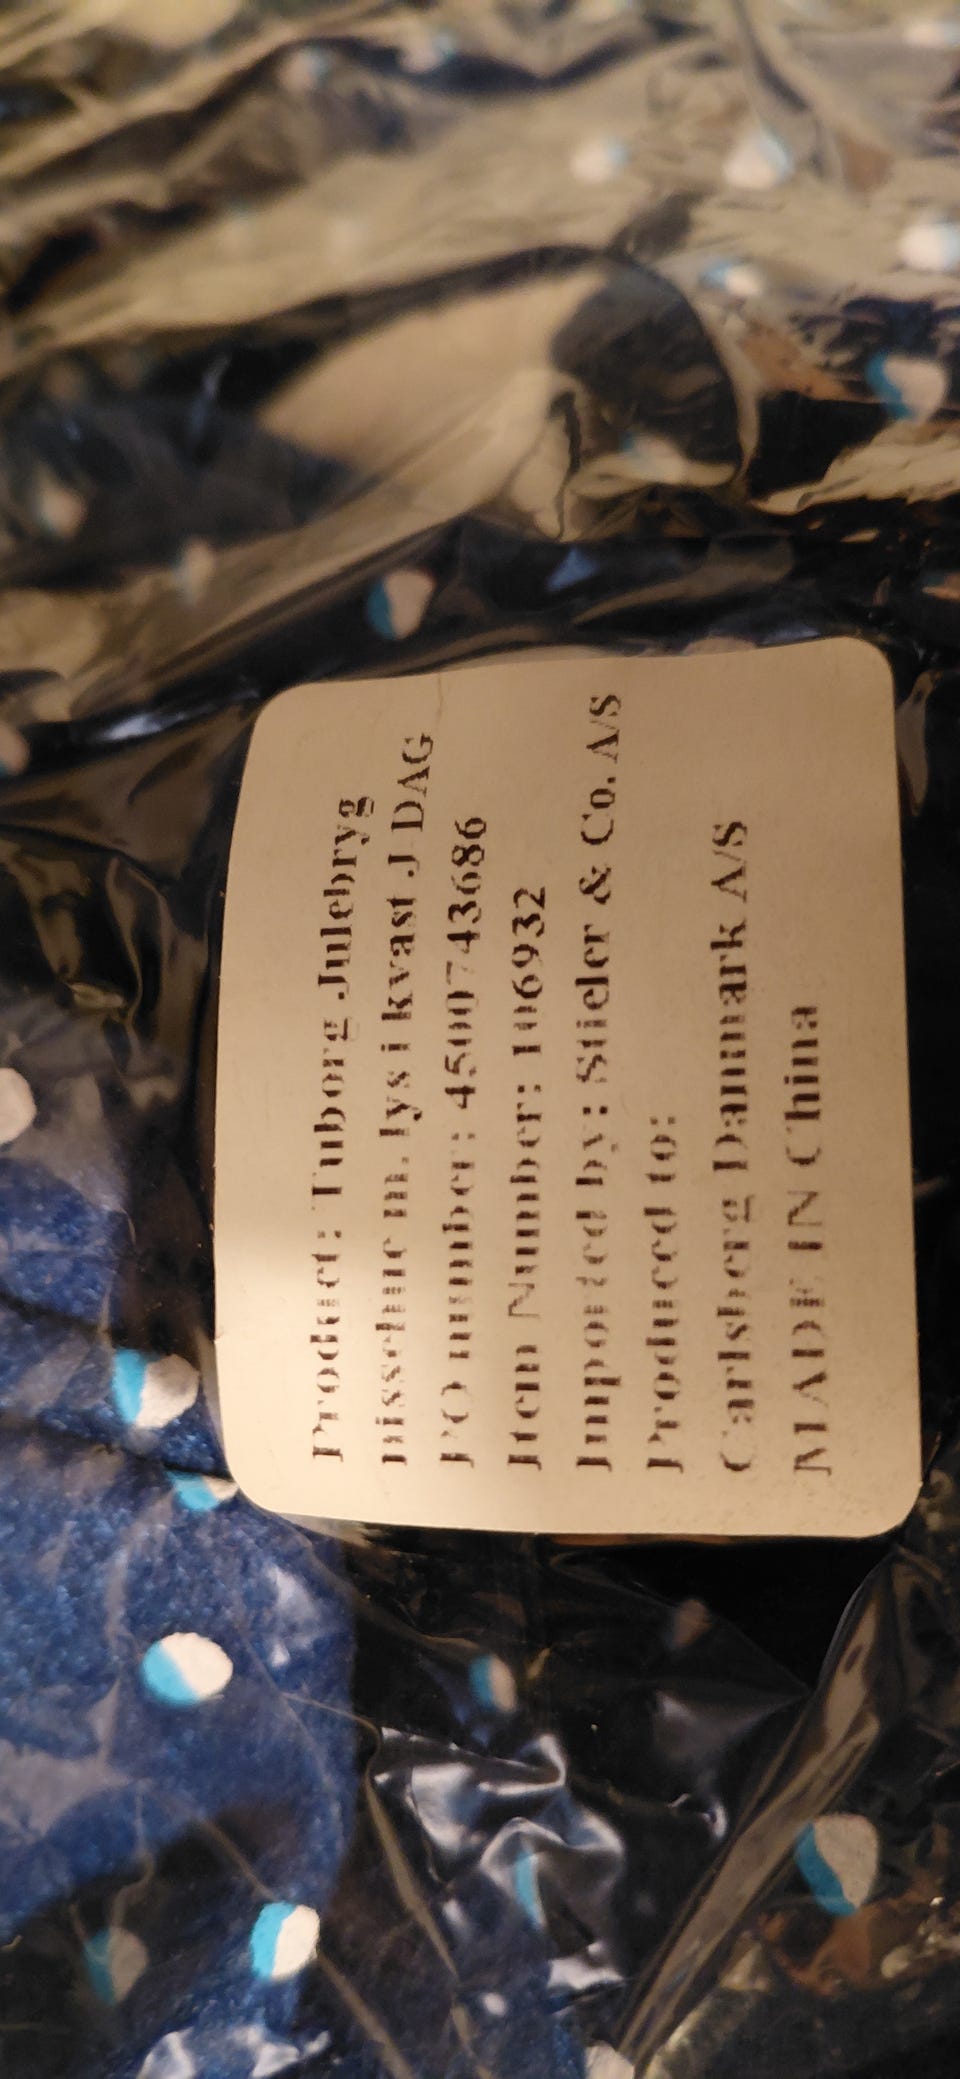 Product: Tuborg Julebryg
Nissehue m. lys i kvast J-DAG
PO number: 4500743686
Item Number: 106932
Imported by: Stieler & Co. A/S
Produced to:
Carlsberg Danmark A/S
MADE IN China